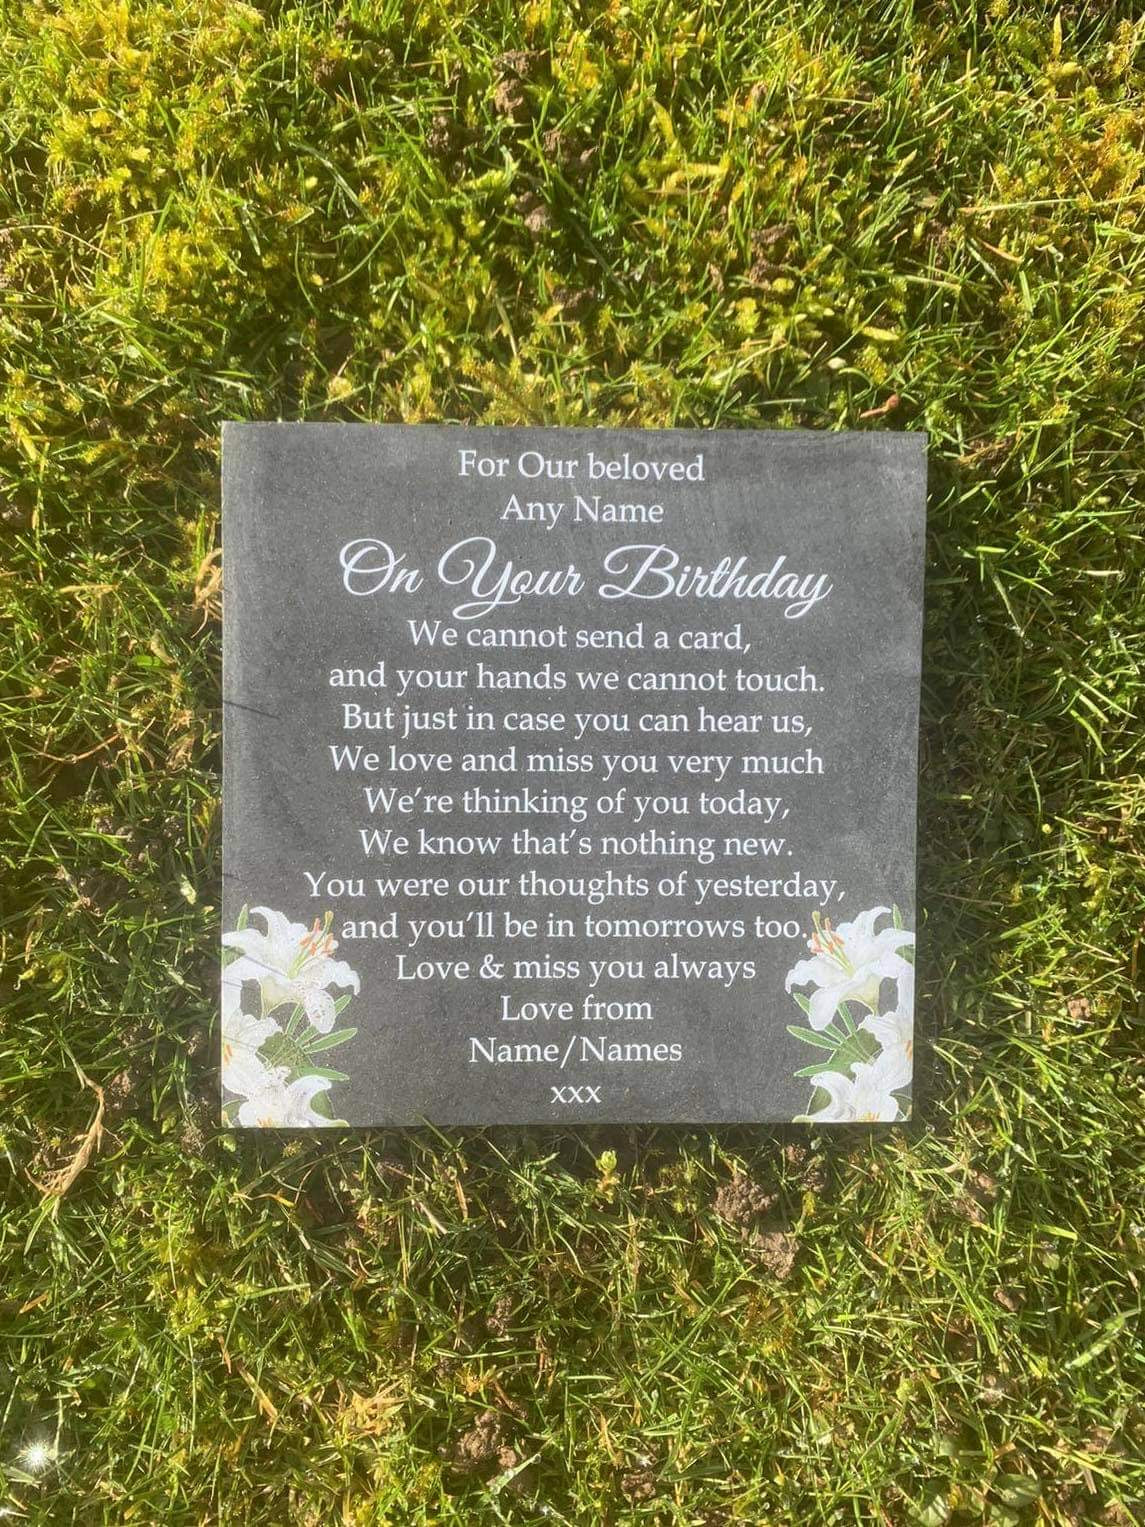 For Our beloved
Any Name
On Your Birthday
We cannot send a card,
and your hands we cannot touch.
But just in case you can hear us,
We love and miss you very much
We're thinking of you today,
We know that's nothing new.
You were our thoughts of yesterday,
and you'll be in tomorrows too.
Love & miss you always
Love from
Name/Names
xxx